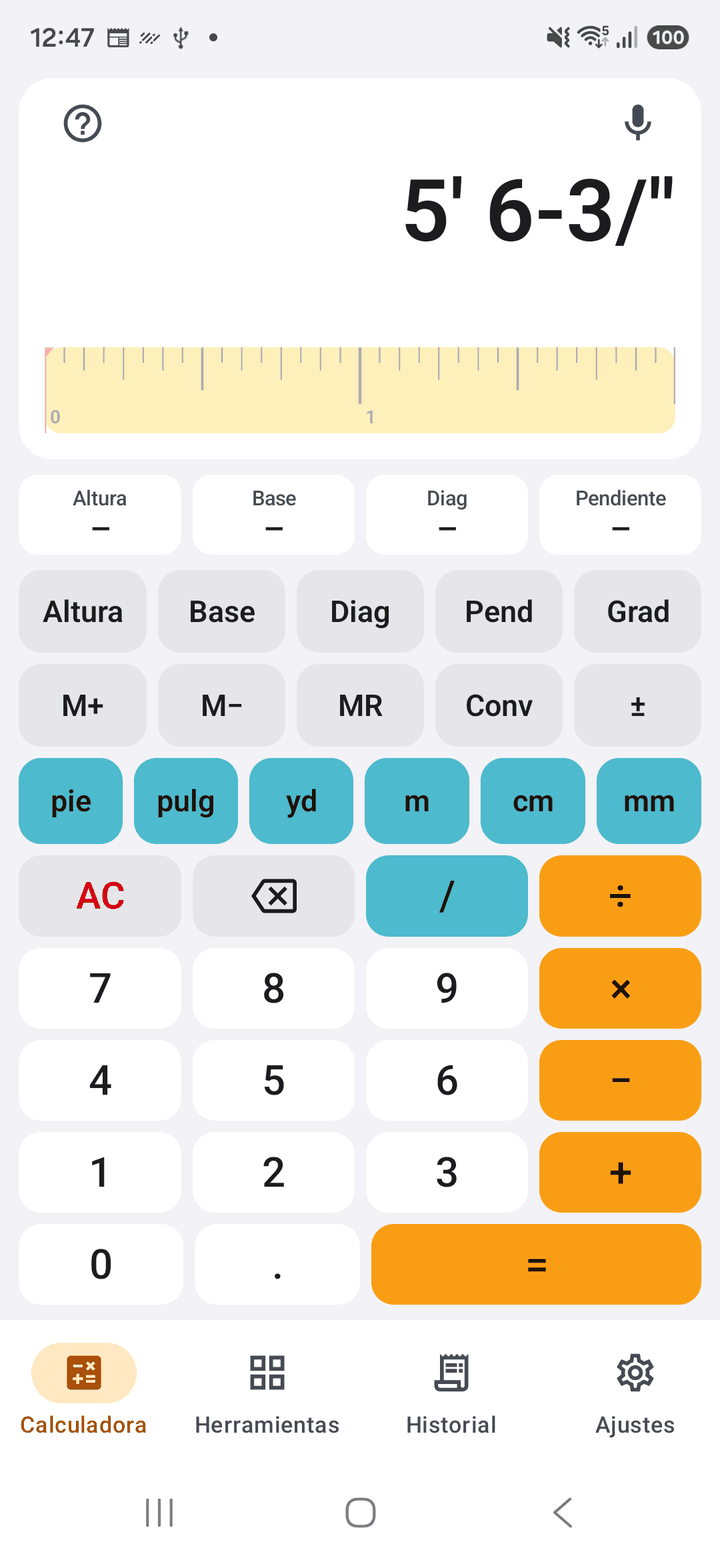 12:47
5
100
5' 6-3/"
0 1
Altura Base Diag Pendiente
– – – –
Altura Base Diag Pend Grad
M+ M− MR Conv ±
pie pulg yd m cm mm
AC / ÷
7 8 9 ×
4 5 6 −
1 2 3 +
0 . =
Calculadora Herramientas Historial Ajustes